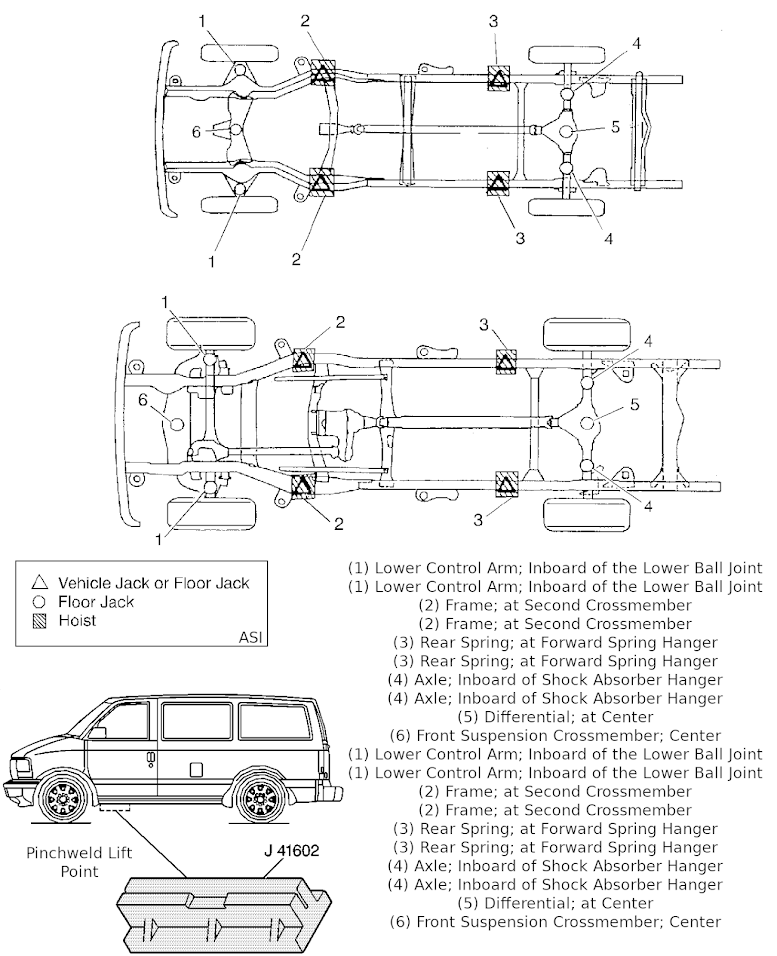 1
2
3
4
6
5
1
2
3
4
1
2
3
4
6
5
1
2
3
4
Vehicle Jack or Floor Jack
Floor Jack
Hoist
ASI
(1) Lower Control Arm; Inboard of the Lower Ball Joint
(1) Lower Control Arm; Inboard of the Lower Ball Joint
(2) Frame; at Second Crossmember
(2) Frame; at Second Crossmember
(3) Rear Spring; at Forward Spring Hanger
(3) Rear Spring; at Forward Spring Hanger
(4) Axle; Inboard of Shock Absorber Hanger
(4) Axle; Inboard of Shock Absorber Hanger
(5) Differential; at Center
(6) Front Suspension Crossmember; Center
(1) Lower Control Arm; Inboard of the Lower Ball Joint
(1) Lower Control Arm; Inboard of the Lower Ball Joint
(2) Frame; at Second Crossmember
(2) Frame; at Second Crossmember
(3) Rear Spring; at Forward Spring Hanger
(3) Rear Spring; at Forward Spring Hanger
(4) Axle; Inboard of Shock Absorber Hanger
(4) Axle; Inboard of Shock Absorber Hanger
(5) Differential; at Center
(6) Front Suspension Crossmember; Center
Pinchweld Lift
Point
J 41602